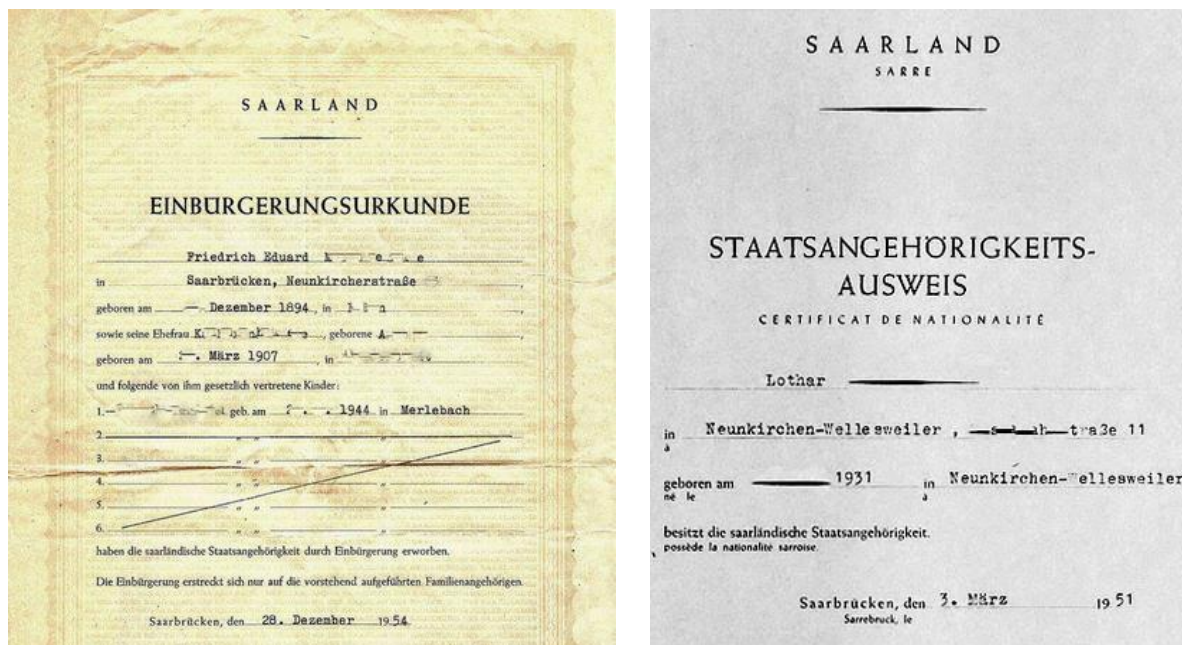 SAARLAND
EINBÜRGERUNGSURKUNDE
Friedrich Eduard
in Saarbrücken, Neunkircherstraße ,
geboren am Dezember 1894, in ,
sowie seine Ehefrau , geborene A ,
geboren am . März 1907 , in ,
und folgende von ihm gesetzlich vertretene Kinder:
1. geb. am . . 1944 in Merlebach
2. „ „ „
3. „ „ „
4. „ „ „
5. „ „ „
6. „ „ „
haben die saarländische Staatsangehörigkeit durch Einbürgerung erworben.
Die Einbürgerung erstreckt sich nur auf die vorstehend aufgeführten Familienangehörigen.
Saarbrücken, den 28. Dezember 1954
SAARLAND
SARRE
STAATSANGEHÖRIGKEITS-
AUSWEIS
CERTIFICAT DE NATIONALITÉ
Lothar
in Neunkirchen-Wellesweiler , traße 11
à
geboren am 1931 in Neunkirchen-Wellesweiler
né le à
besitzt die saarländische Staatsangehörigkeit.
possède la nationalité sarroise.
Saarbrücken, den 3. März 1951
Sarrebruck, le